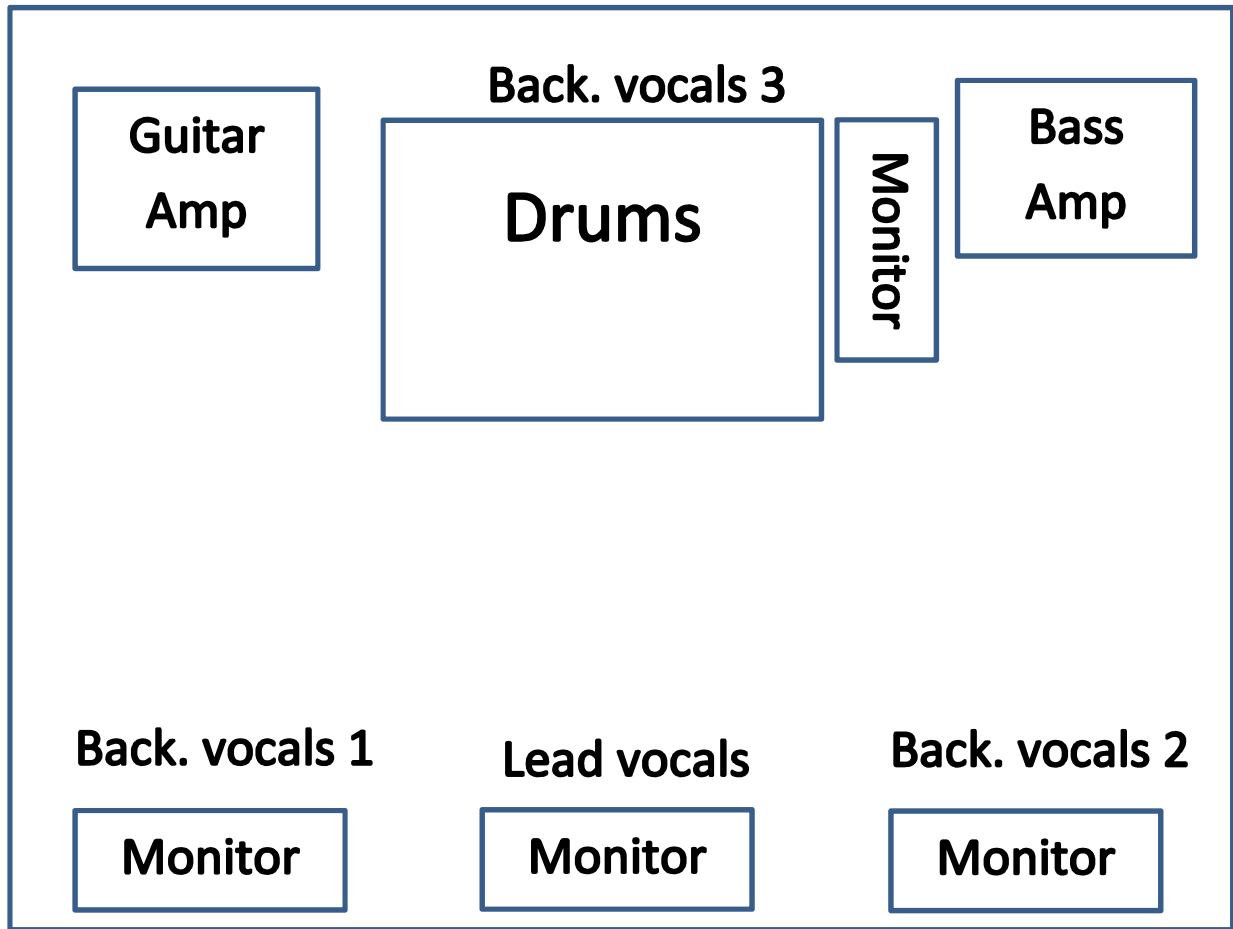 Back. vocals 3
Guitar
Amp
Drums
Monitor
Bass
Amp
Back. vocals 1
Lead vocals
Back. vocals 2
Monitor
Monitor
Monitor